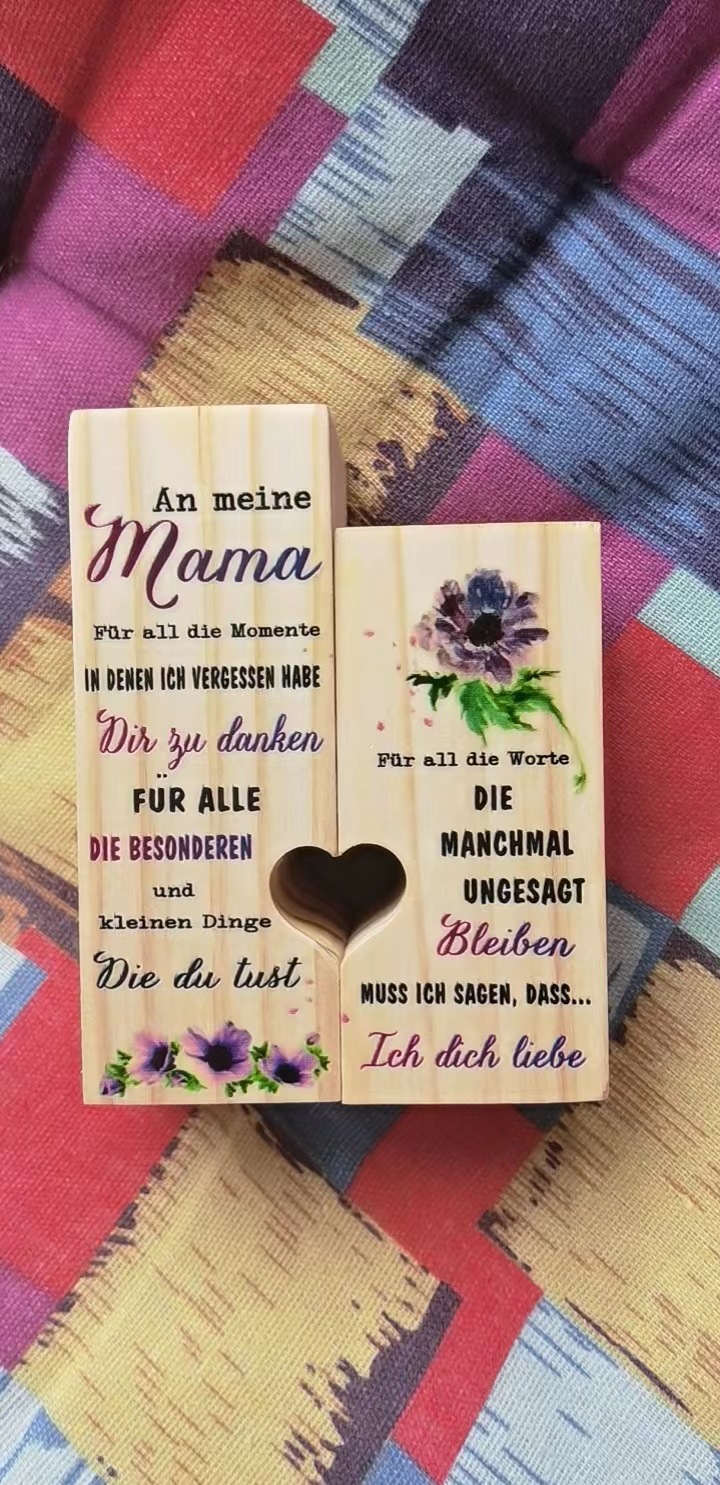 An meine
Mama
Für all die Momente
IN DENEN ICH VERGESSEN HABE
Dir zu danken
FÜR ALLE
DIE BESONDEREN
und
kleinen Dinge
Die du tust
Für all die Worte
DIE
MANCHMAL
UNGESAGT
Bleiben
MUSS ICH SAGEN, DASS...
Ich dich liebe